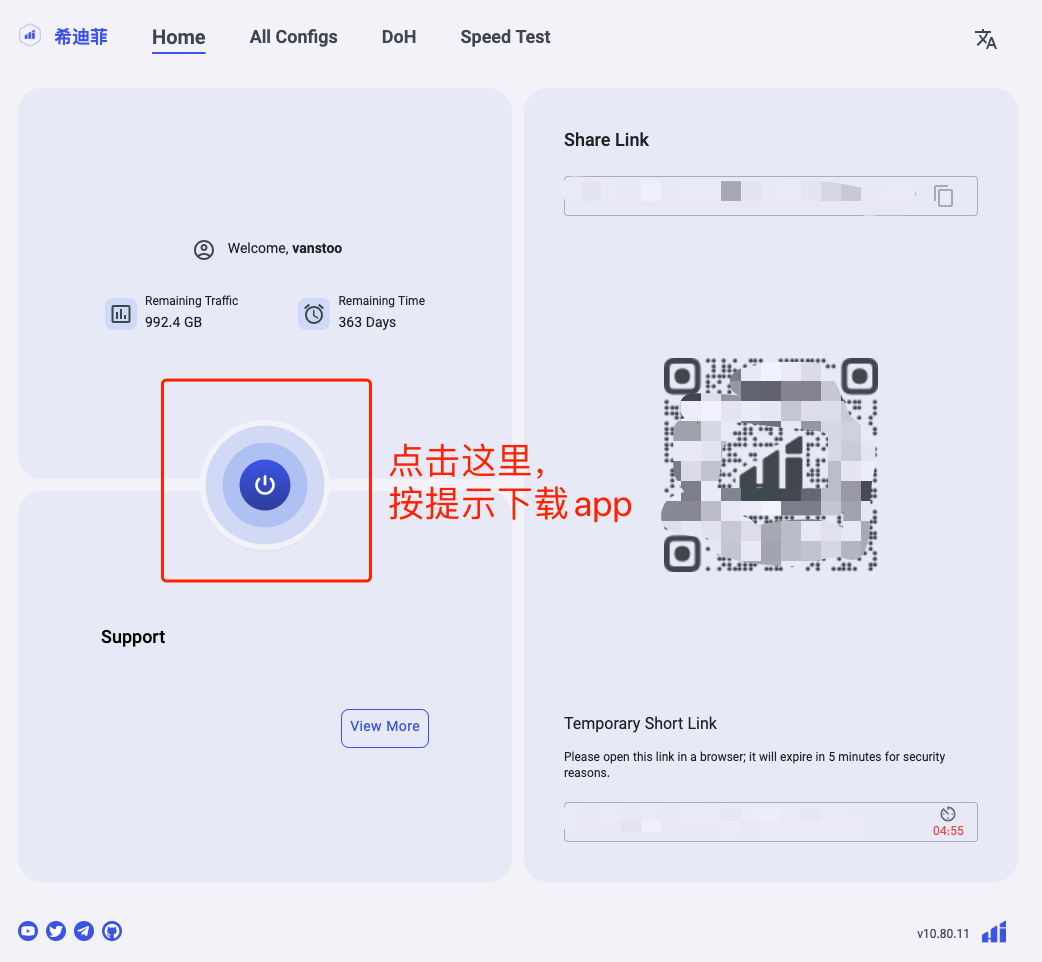 希迪菲
Home
All Configs
DoH
Speed Test
Welcome, vanstoo
Remaining Traffic
992.4 GB
Remaining Time
363 Days
点击这里，
按提示下载 app
Support
View More
Share Link
Temporary Short Link
Please open this link in a browser; it will expire in 5 minutes for security
reasons.
04:55
v10.80.11